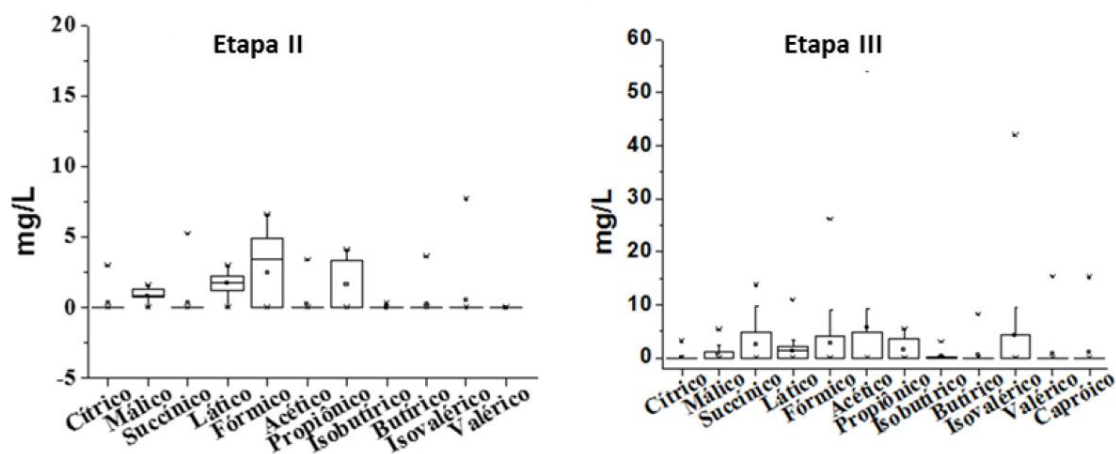 Etapa II
20
15
10
5
0
-5
mg/L
Cítrico
Málico
Succínico
Lático
Fórmico
Acético
Propiônico
Isobutírico
Butírico
Isovalérico
Valérico
Etapa III
60
50
40
30
20
10
0
mg/L
Cítrico
Málico
Succínico
Lático
Fórmico
Acético
Propiônico
Isobutírico
Butírico
Isovalérico
Valérico
Capróico